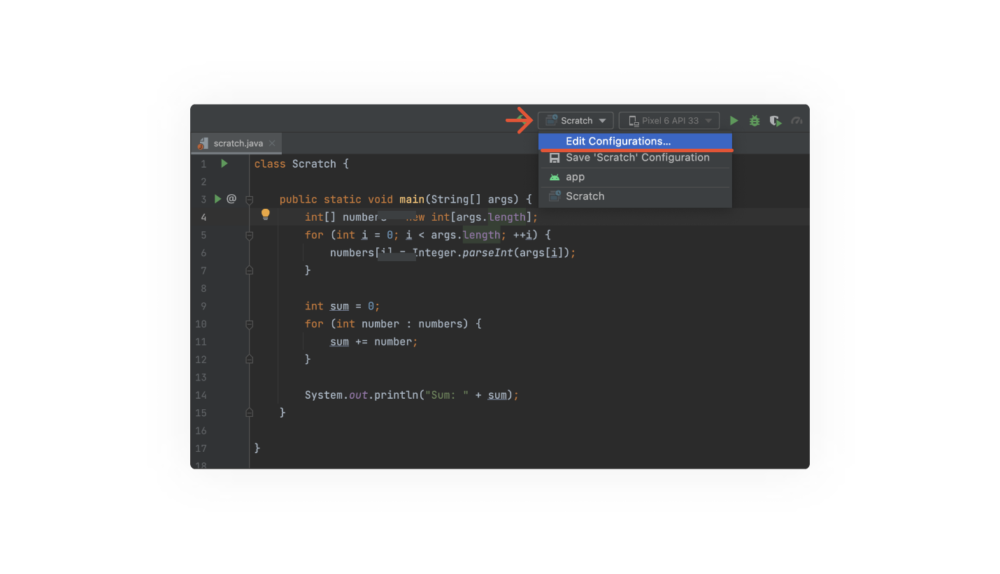 Scratch
Pixel 6 API 33
scratch.java
Edit Configurations...
Save 'Scratch' Configuration
app
Scratch
1 class Scratch {
2
3 @ public static void main(String[] args) {
4 int[] numbers new int[args.length];
5 for (int i = 0; i < args.length; ++i) {
6 numbers[i] = Integer.parseInt(args[i]);
7 }
8
9 int sum = 0;
10 for (int number : numbers) {
11 sum += number;
12 }
13
14 System.out.println("Sum: " + sum);
15 }
16
17 }
18